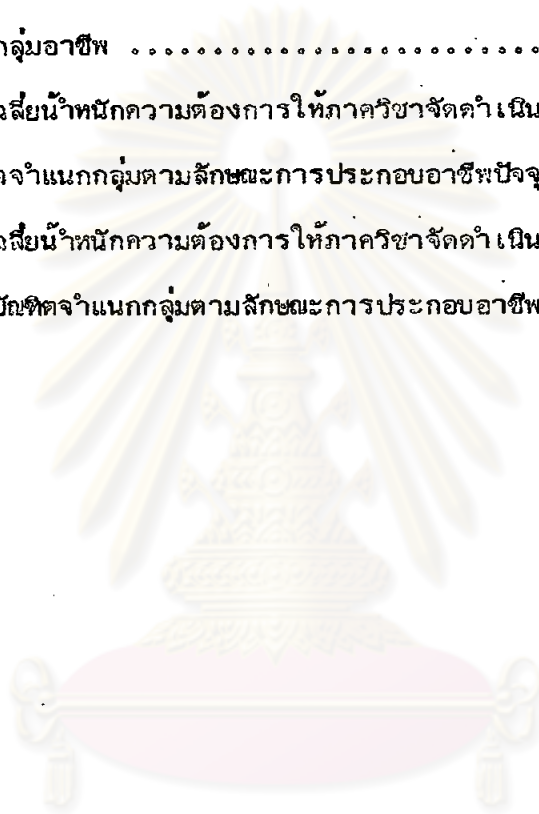 กลุ่มอาชีพ ..............................
ลี่ยน้ำหนักความต้องการให้ภาควิชาจัดดำเนิน
จำแนกกลุ่มตามลักษณะการประกอบอาชีพปัจจุ
ลี่ยน้ำหนักความต้องการให้ภาควิชาจัดดำเนิน
บัณฑิตจำแนกกลุ่มตามลักษณะการประกอบอาชีพ